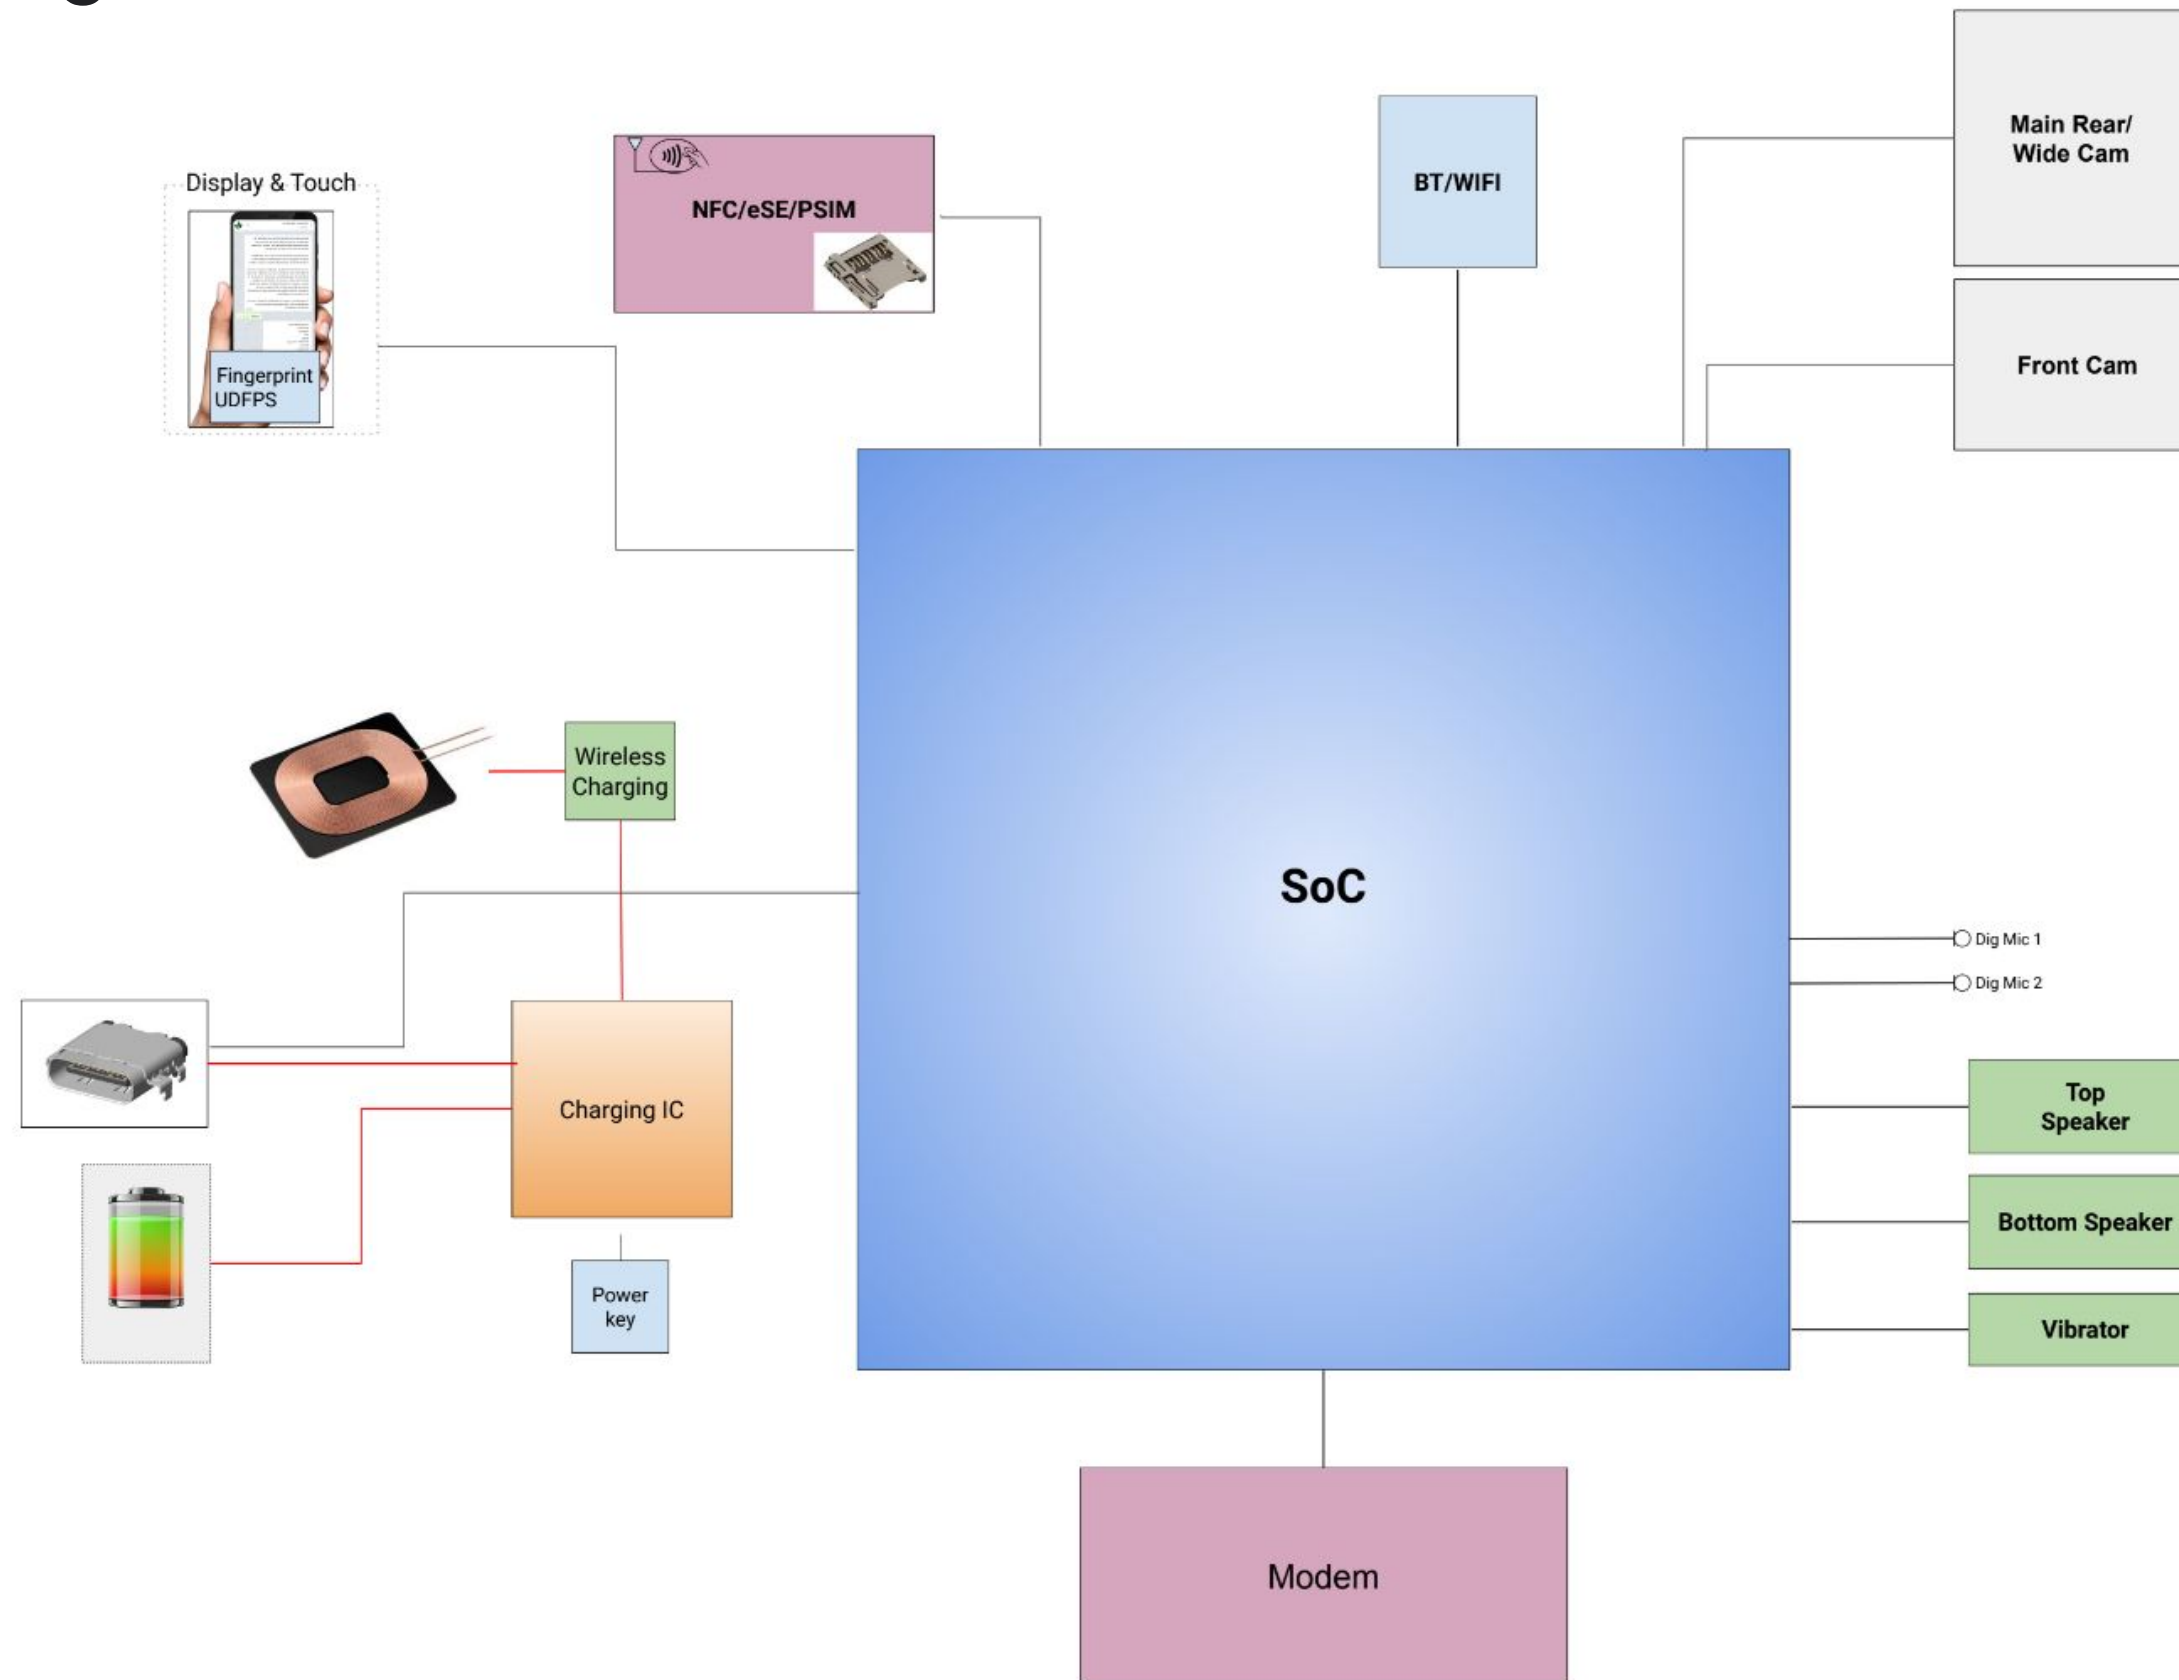 Main Rear/
Wide Cam
BT/WIFI
Display & Touch
NFC/eSE/PSIM
Front Cam
Fingerprint
UDFPS
Wireless
Charging
SoC
Dig Mic 1
Dig Mic 2
Top
Speaker
Charging IC
Bottom Speaker
Power
key
Vibrator
Modem